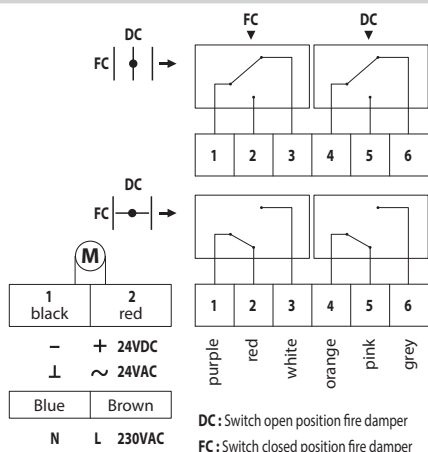 FC DC
DC
FC
1 2 3 4 5 6
DC
FC
M
1 2
black red
1 2 3 4 5 6
purple red white orange pink grey
– + 24VDC
⊥ ~ 24VAC
Blue Brown
N L 230VAC
DC : Switch open position fire damper
FC : Switch closed position fire damper